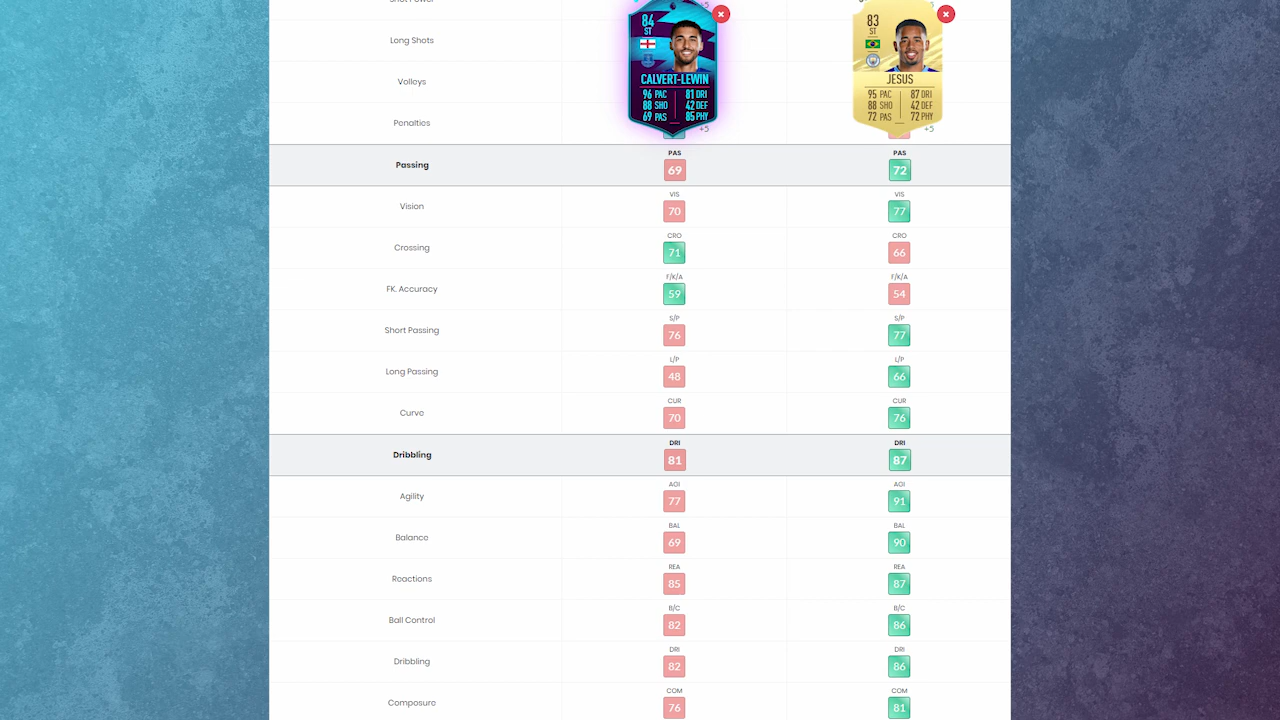 +5
Long Shots
Volleys
Penalties
+5
+5
84
ST
CALVERT-LEWIN
96 PAC 81 DRI
88 SHO 42 DEF
69 PAS 85 PHY
83
ST
JESUS
95 PAC 87 DRI
88 SHO 42 DEF
72 PAS 72 PHY
PAS PAS
Passing 69 72
VIS VIS
Vision 70 77
CRO CRO
Crossing 71 66
F/K/A F/K/A
FK. Accuracy 59 54
S/P S/P
Short Passing 76 77
L/P L/P
Long Passing 48 66
CUR CUR
Curve 70 76
DRI DRI
Dribbling 81 87
AGI AGI
Agility 77 91
BAL BAL
Balance 69 90
REA REA
Reactions 85 87
B/C B/C
Ball Control 82 86
DRI DRI
Dribbling 82 86
COM COM
Composure 76 81